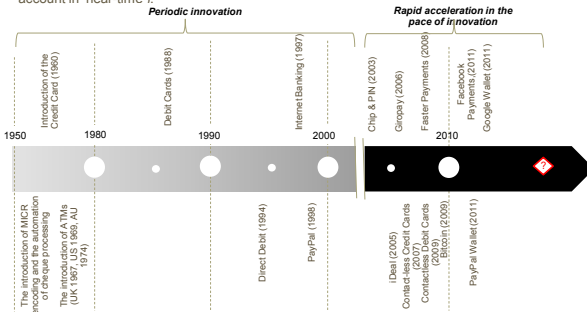 account in 'near-time'.
Periodic innovation
Rapid acceleration in the
pace of innovation
Introduction of the
Credit Card (1960)
Debit Cards (1988)
Internet Banking (1997)
Chip & PIN (2003)
Giropay (2006)
Faster Payments (2008)
Facebook
Payments,(2011)
Google Wallet (2011)
1950
1980
1990
2000
2010
?
The introduction of MICR
encoding and the automation
of cheque processing
The introduction of ATMs
(UK 1967, US 1969, AU
1974)
Direct Debit (1994)
PayPal (1998)
iDeal (2005)
Contact-less Credit Cards
(2007)
Contactless Debit Cards
(2009)
Bitcoin (2009)
PayPal Wallet (2011)